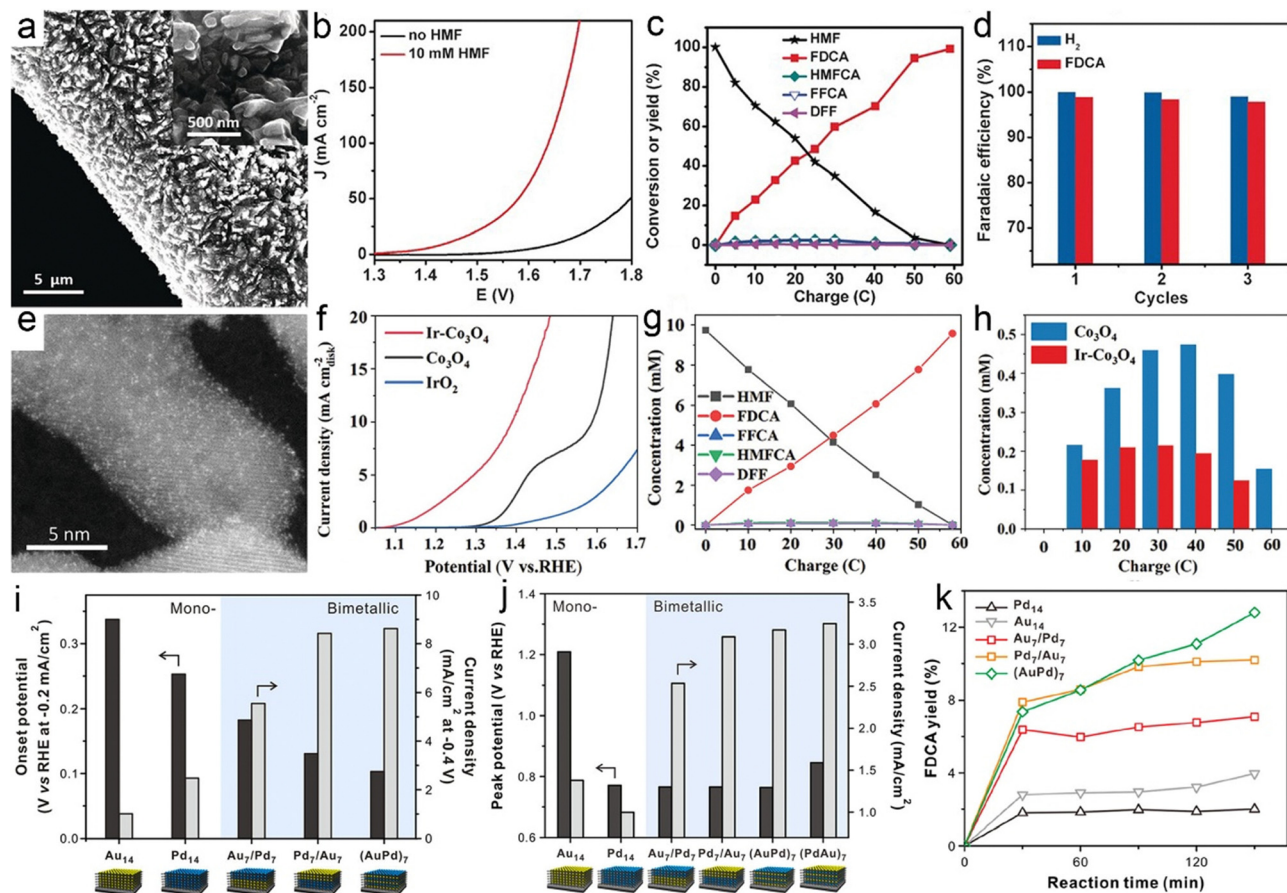 a
500 nm
5 µm
b
no HMF
10 mM HMF
J (mA cm⁻²)
200
150
100
50
0
1.3 1.4 1.5 1.6 1.7 1.8
E (V)
c
HMF
FDCA
HMFCA
FFCA
DFF
Conversion or yield (%)
100
80
60
40
20
0
0 10 20 30 40 50 60
Charge (C)
d
H₂
FDCA
Faradaic efficiency (%)
110
100
90
80
70
1 2 3
Cycles
e
5 nm
f
Ir-Co₃O₄
Co₃O₄
IrO₂
Current density (mA cm⁻²disk)
20
16
12
8
4
0
1.1 1.2 1.3 1.4 1.5 1.6 1.7
Potential (V vs.RHE
g
HMF
FDCA
FFCA
HMFCA
DFF
Concentration (mM)
10
8
6
4
2
0
0 10 20 30 40 50 60
Charge (C)
h
Co₃O₄
Ir-Co₃O₄
Concentration (mM)
0.5
0.4
0.3
0.2
0.1
0.0
0 10 20 30 40 50 60
Charge (C)
i
Mono- Bimetallic
Onset potential
(V vs RHE at -0.2 mA/cm²)
0.3
0.2
0.1
0.0
Current density
(mA/cm² at -0.4 V)
10
8
6
4
2
0
Au₁₄ Pd₁₄ Au₇/Pd₇ Pd₇/Au₇ (AuPd)₇
j
Mono- Bimetallic
Peak potential (V vs RHE)
1.4
1.2
1.0
0.8
0.6
Current density (mA/cm²)
3.5
3.0
2.5
2.0
1.5
1.0
Au₁₄ Pd₁₄ Au₇/Pd₇ Pd₇/Au₇ (AuPd)₇ (PdAu)₇
k
Pd₁₄
Au₁₄
Au₇/Pd₇
Pd₇/Au₇
(AuPd)₇
FDCA yield (%)
12
8
4
0
0 60 120
Reaction time (min)